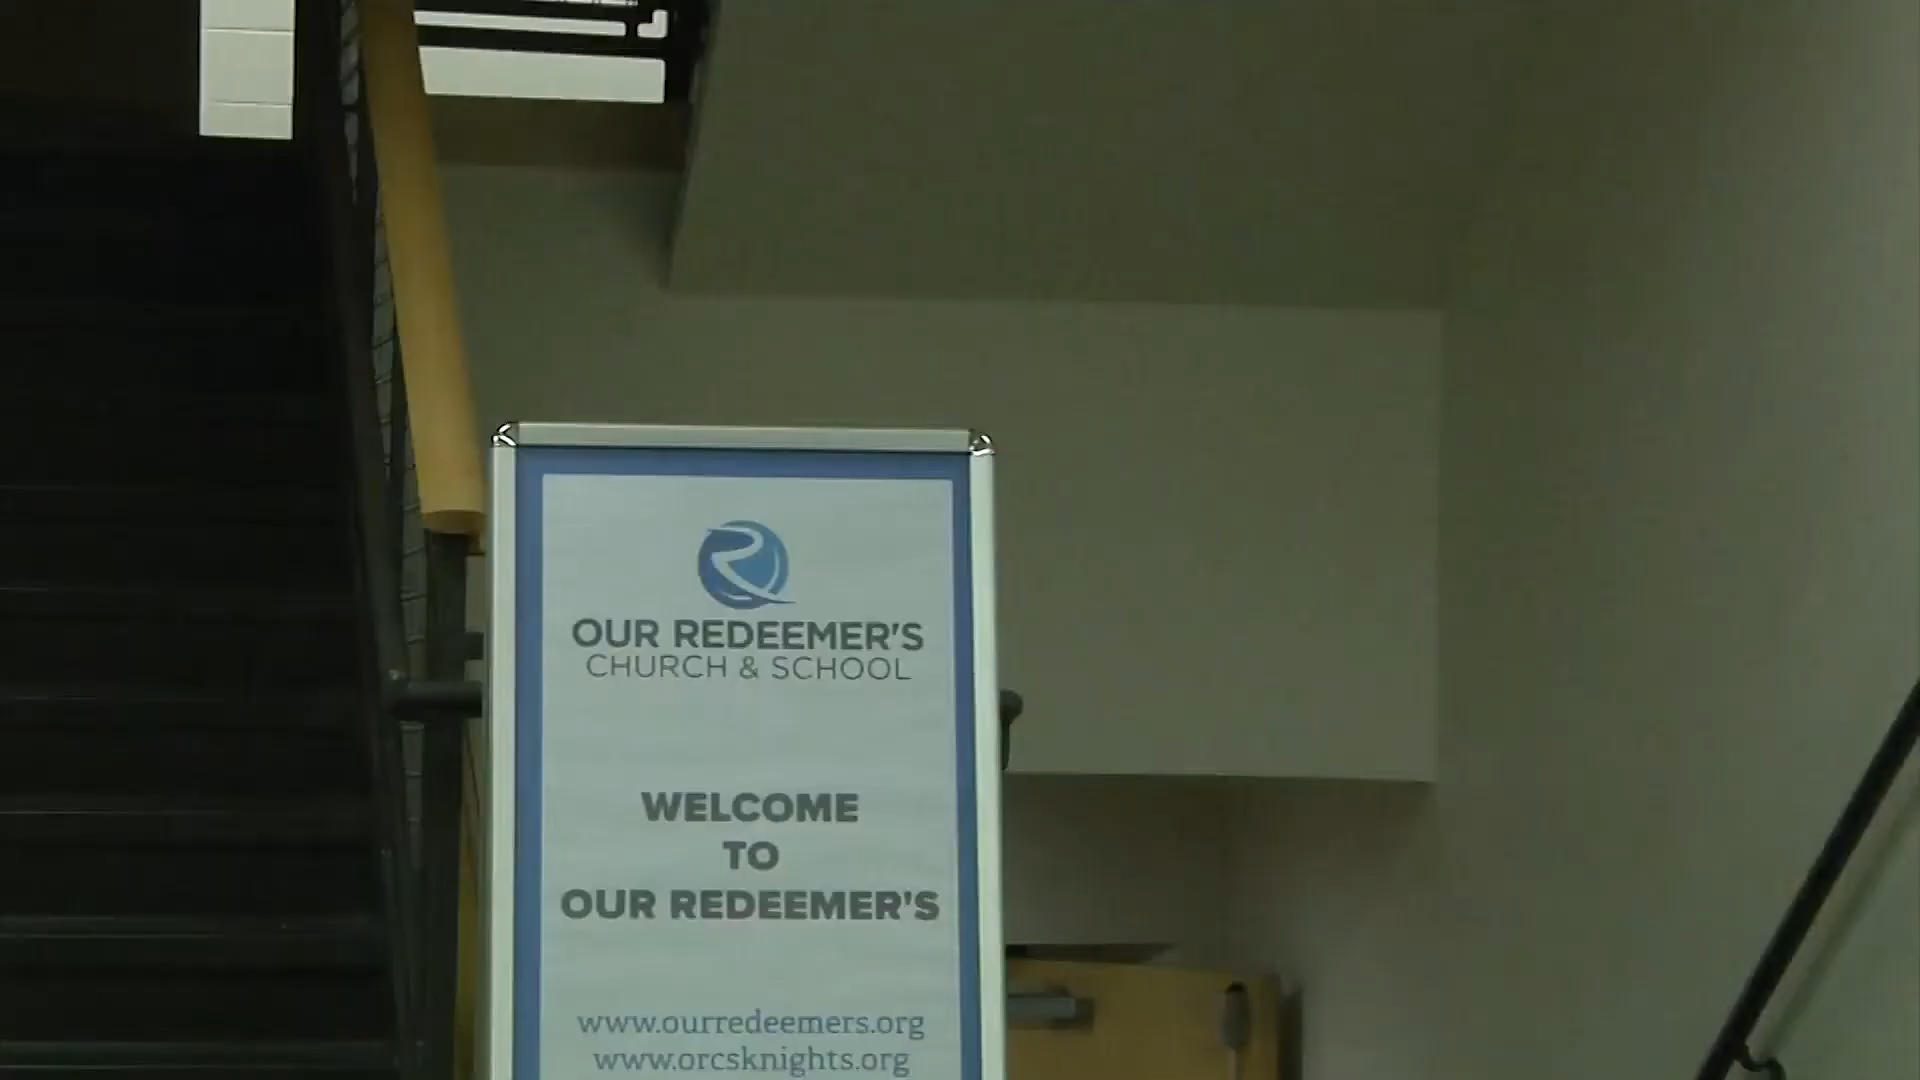 OUR REDEEMER'S
CHURCH & SCHOOL
WELCOME
TO
OUR REDEEMER'S
www.ourredeemers.org
www.orcsknights.org